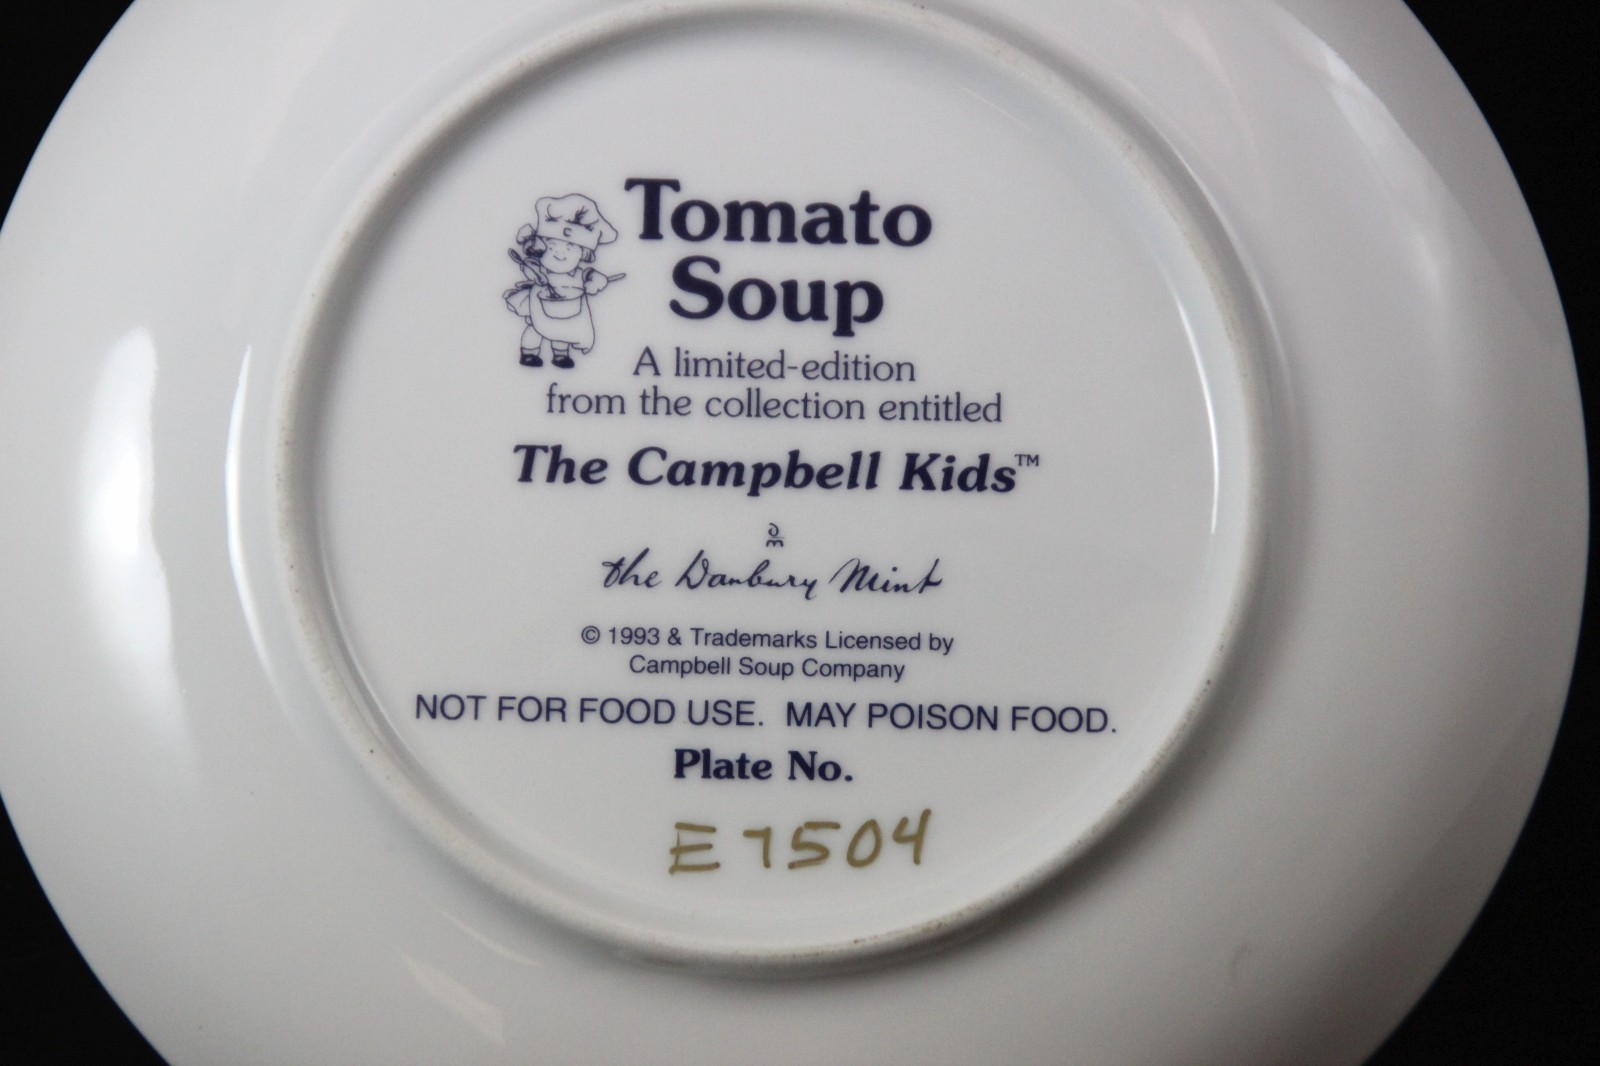 Tomato
Soup
A limited-edition
from the collection entitled
The Campbell Kids™
the Danbury Mint
© 1993 & Trademarks Licensed by
Campbell Soup Company
NOT FOR FOOD USE. MAY POISON FOOD.
Plate No.
E7504